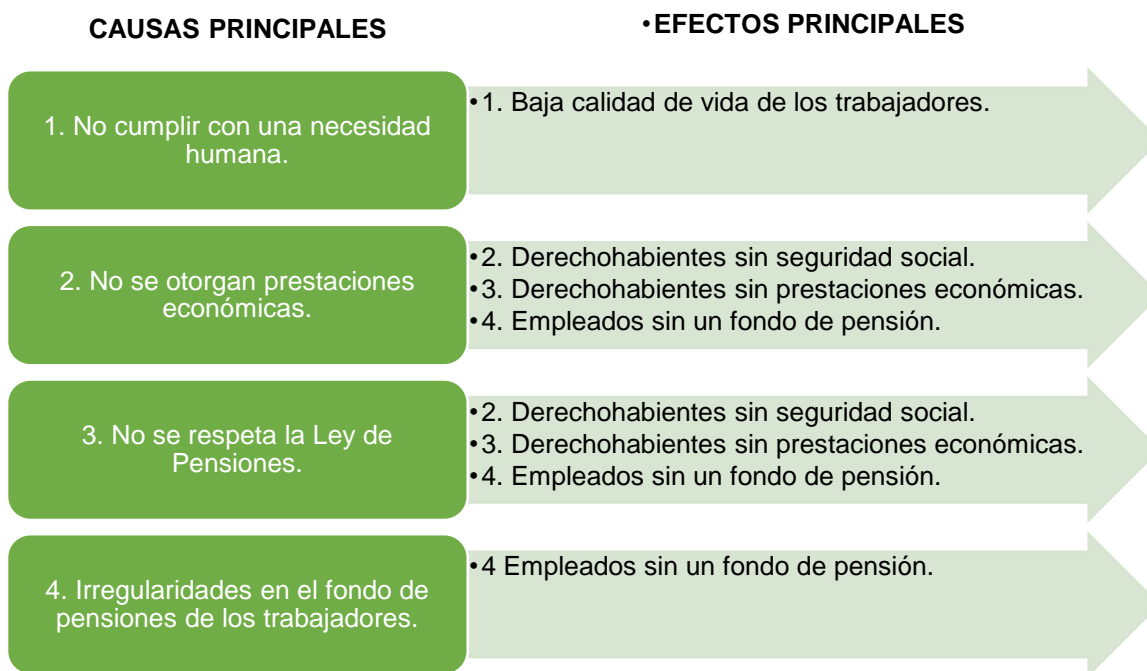 CAUSAS PRINCIPALES
•EFECTOS PRINCIPALES
1. No cumplir con una necesidad
humana.
•1. Baja calidad de vida de los trabajadores.
2. No se otorgan prestaciones
económicas.
•2. Derechohabientes sin seguridad social.
•3. Derechohabientes sin prestaciones económicas.
•4. Empleados sin un fondo de pensión.
3. No se respeta la Ley de
Pensiones.
•2. Derechohabientes sin seguridad social.
•3. Derechohabientes sin prestaciones económicas.
•4. Empleados sin un fondo de pensión.
4. Irregularidades en el fondo de
pensiones de los trabajadores.
•4 Empleados sin un fondo de pensión.